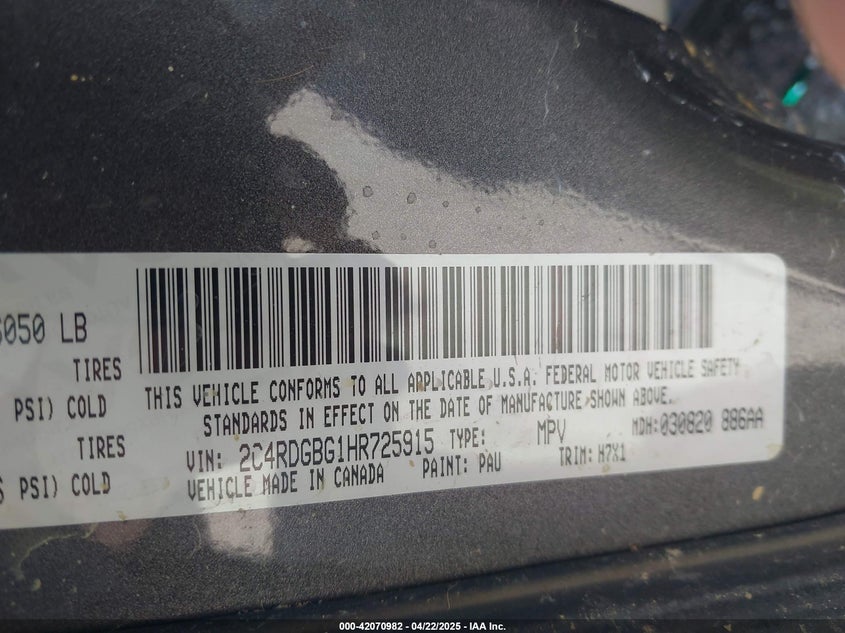 6050 LB
TIRES
PSI) COLD
TIRES
PSI) COLD
THIS VEHICLE CONFORMS TO ALL APPLICABLE U.S.A. FEDERAL MOTOR VEHICLE SAFETY
STANDARDS IN EFFECT ON THE DATE OF MANUFACTURE SHOWN ABOVE.
VIN: 2C4RDGBG1HR725915 TYPE: MPV MDH:030820 886AA
VEHICLE MADE IN CANADA PAINT: PAU TRIM: H7X1
000-42070982 / 04/22/2025 - IAA Inc.